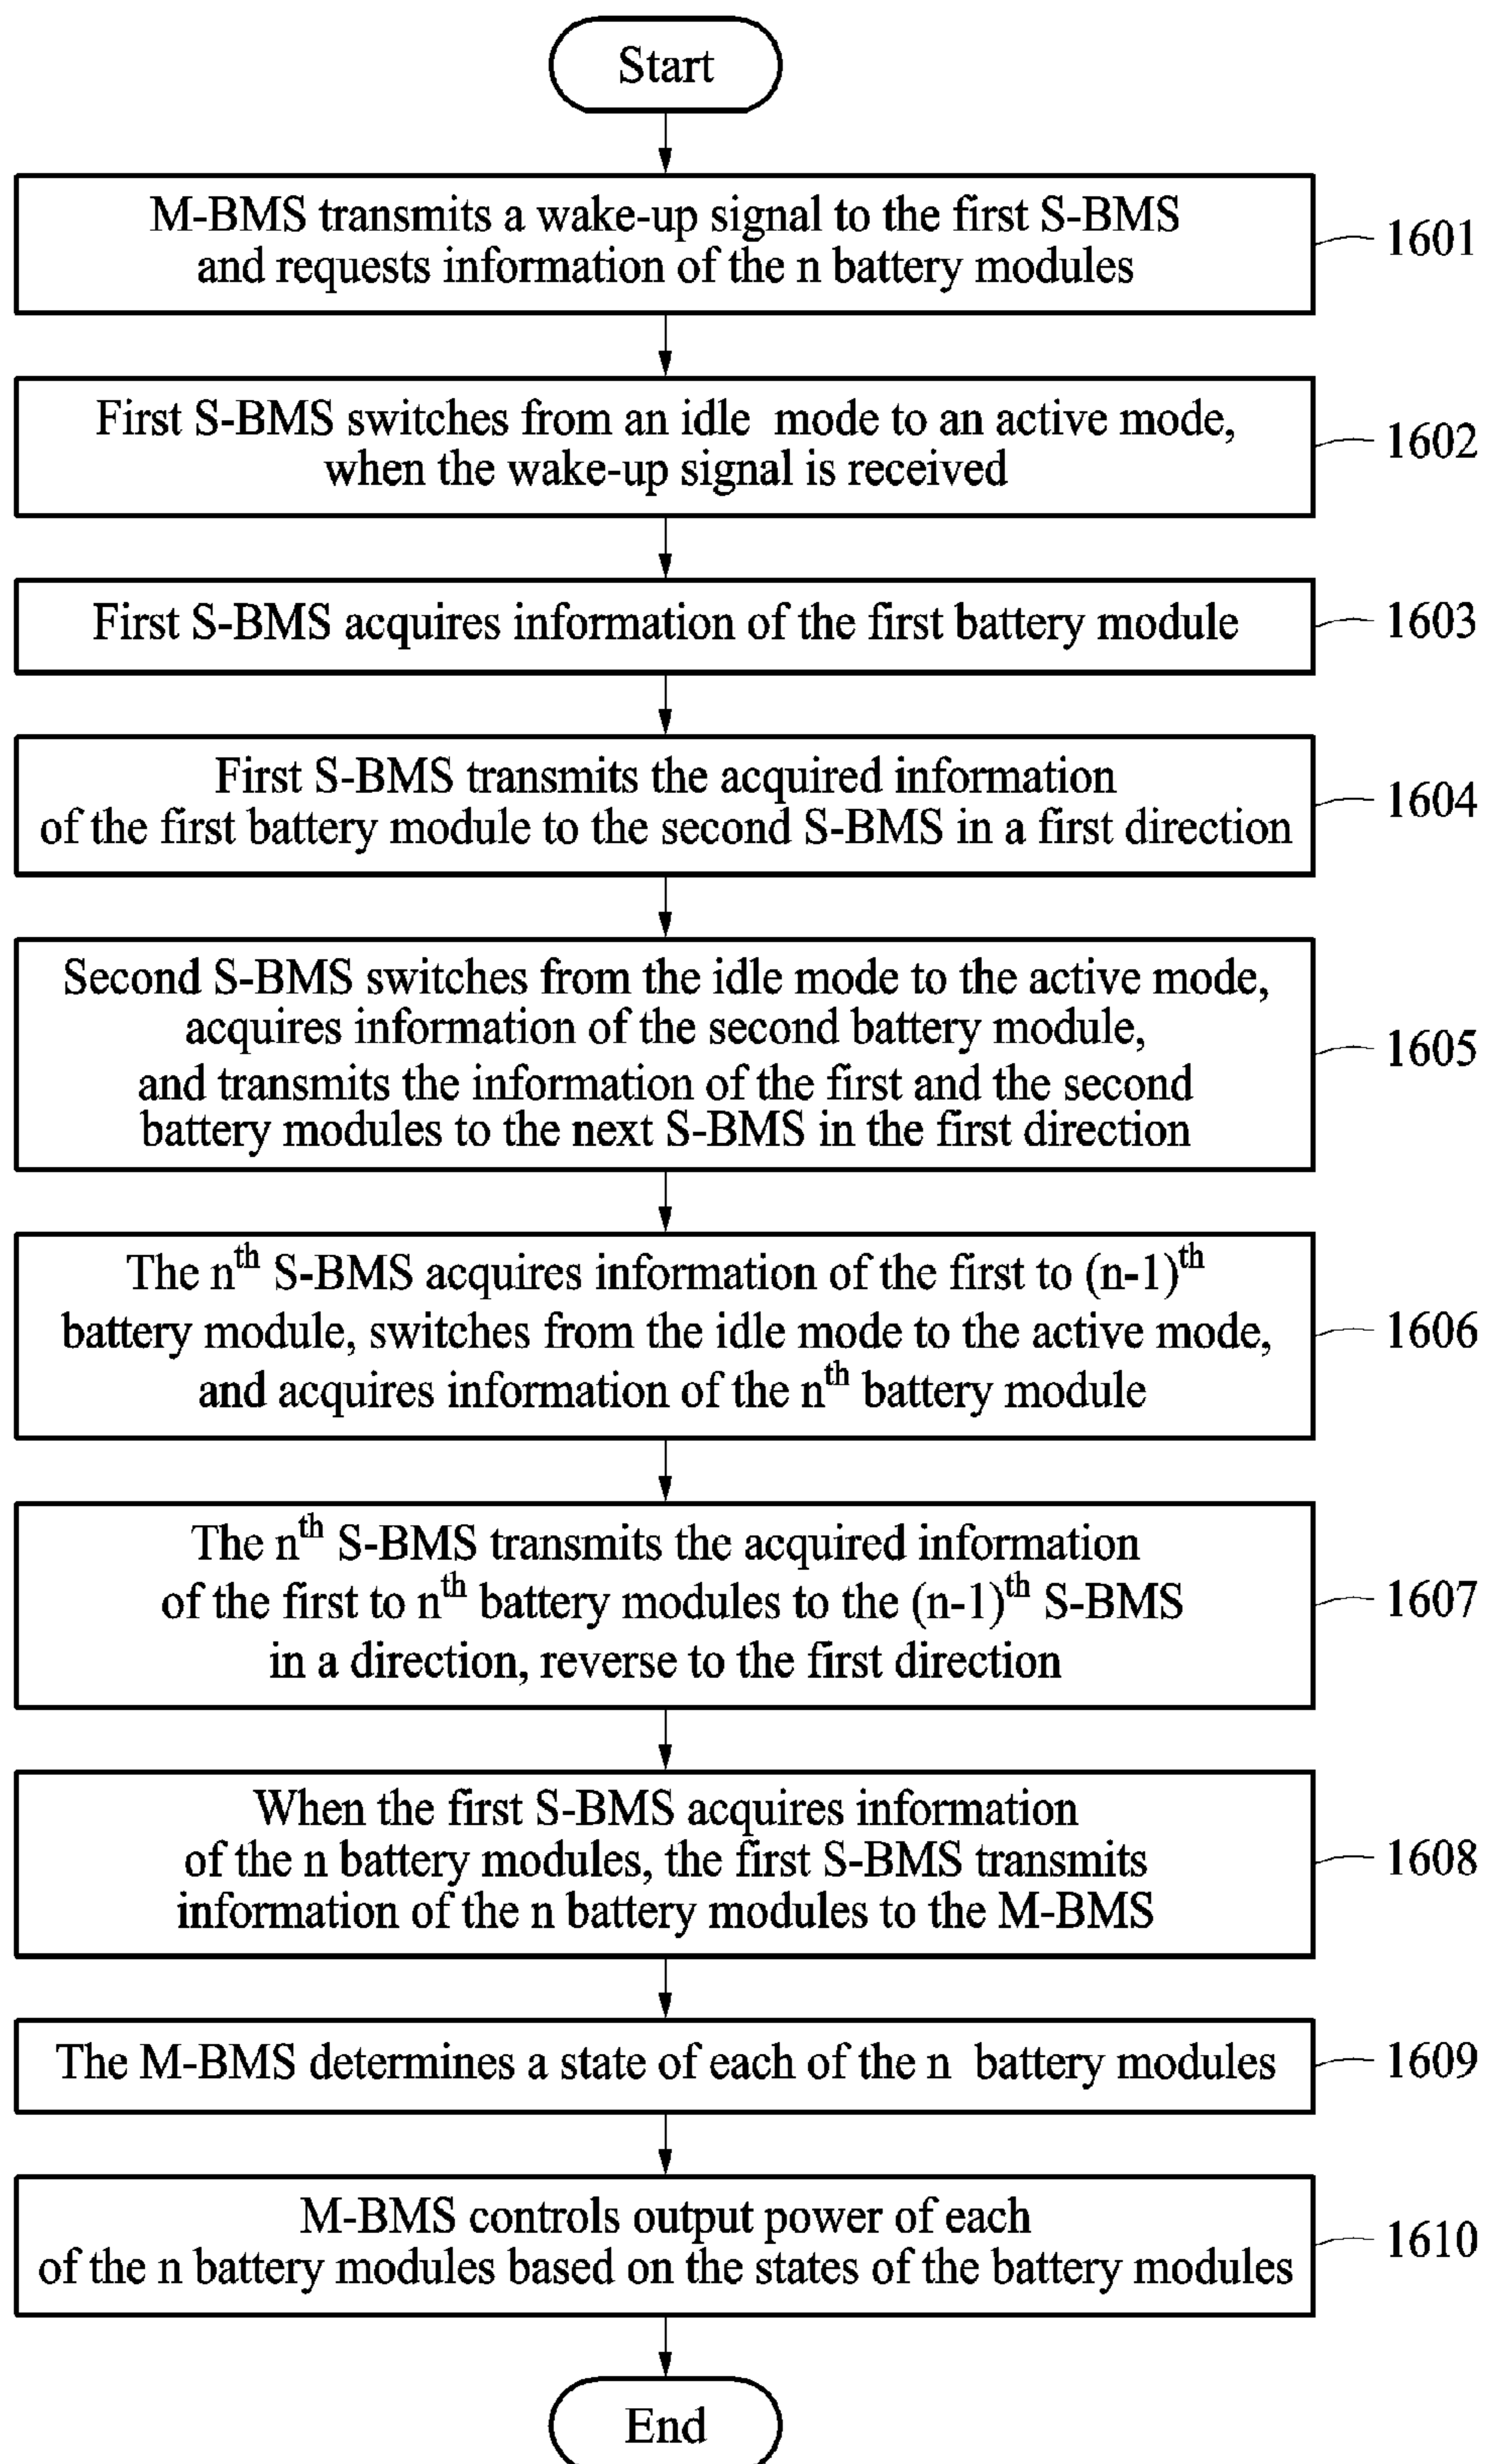 Start
M-BMS transmits a wake-up signal to the first S-BMS
and requests information of the n battery modules
1601
First S-BMS switches from an idle mode to an active mode,
when the wake-up signal is received
1602
First S-BMS acquires information of the first battery module
1603
First S-BMS transmits the acquired information
of the first battery module to the second S-BMS in a first direction
1604
Second S-BMS switches from the idle mode to the active mode,
acquires information of the second battery module,
and transmits the information of the first and the second
battery modules to the next S-BMS in the first direction
1605
The nth S-BMS acquires information of the first to (n-1)th
battery module, switches from the idle mode to the active mode,
and acquires information of the nth battery module
1606
The nth S-BMS transmits the acquired information
of the first to nth battery modules to the (n-1)th S-BMS
in a direction, reverse to the first direction
1607
When the first S-BMS acquires information
of the n battery modules, the first S-BMS transmits
information of the n battery modules to the M-BMS
1608
The M-BMS determines a state of each of the n battery modules
1609
M-BMS controls output power of each
of the n battery modules based on the states of the battery modules
1610
End